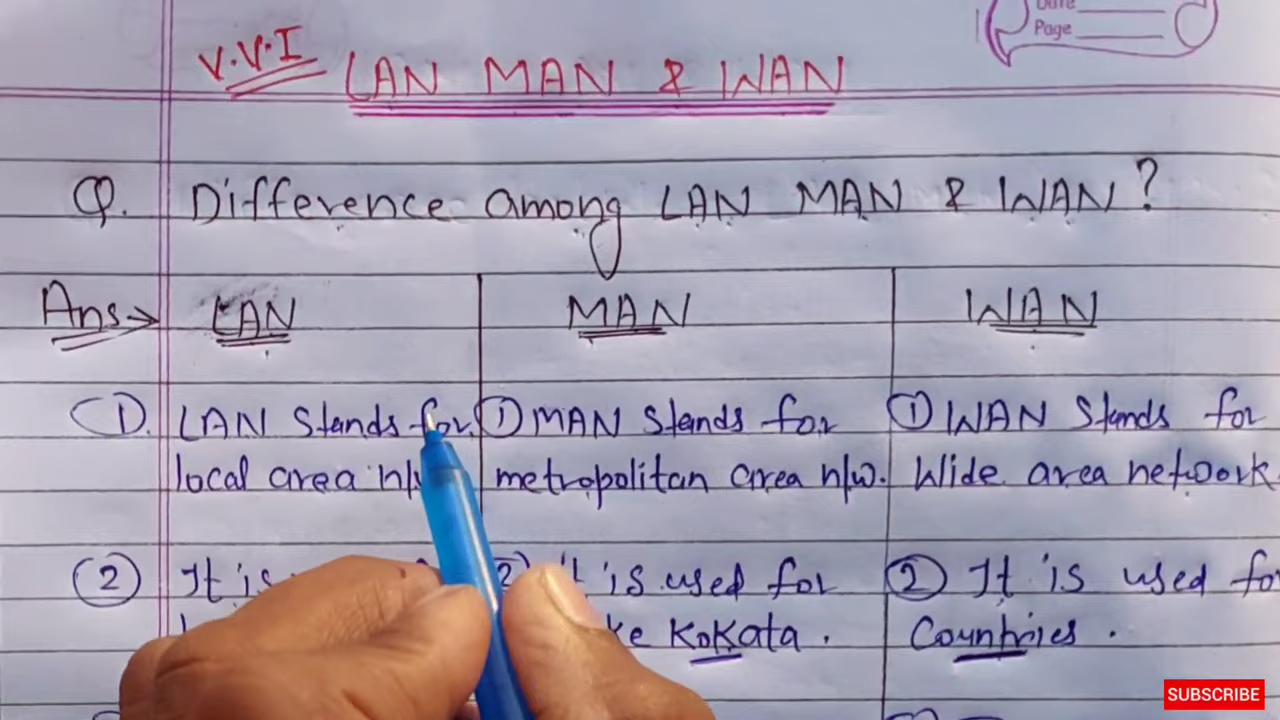 Date
Page
V.V.I LAN MAN & WAN
Q. Difference among LAN MAN & WAN?
Ans→ LAN MAN WAN
① LAN Stands for ① MAN Stands for ① WAN Stands for
local area n/w metropolitan area n/w. Wide area network.
② It is ② It is used for ② It is used for
KoKata. Countries.
SUBSCRIBE